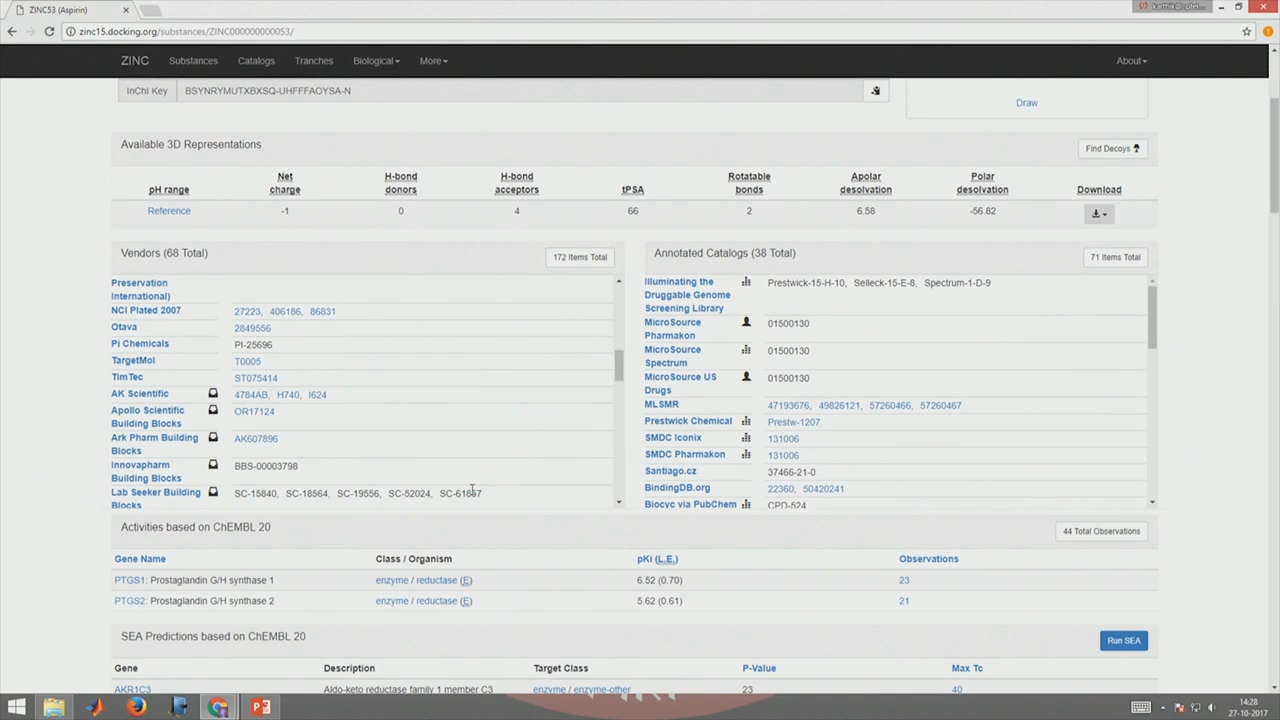 ZINC53 (Aspirin)
zinc15.docking.org/substances/ZINC000000000053/
ZINC Substances Catalogs Tranches Biological More About
InChI Key BSYNRYMUTXBXSQ-UHFFFAOYSA-N
Draw
Available 3D Representations Find Decoys
pH range Net charge H-bond donors H-bond acceptors tPSA Rotatable bonds Apolar desolvation Polar desolvation Download
Reference -1 0 4 66 2 6.58 -56.82
Vendors (68 Total) 172 Items Total
Preservation
International)
NCI Plated 2007 27223, 406186, 86831
Otava 2849556
Pi Chemicals PI-25696
TargetMol T0005
TimTec ST075414
AK Scientific 4784AB, H740, I624
Apollo Scientific Building Blocks OR17124
Ark Pharm Building Blocks AK607896
Innovapharm Building Blocks BBS-00003798
Lab Seeker Building Blocks SC-15840, SC-18564, SC-19556, SC-52024,
Annotated Catalogs (38 Total) 71 Items Total
Illuminating the Druggable Genome Screening Library Prestwick-15-H-10, Selleck-15-E-8, Spectrum-1-D-9
MicroSource Pharmakon 01500130
MicroSource Spectrum 01500130
MicroSource US Drugs 01500130
MLSMR 47193676, 49826121, 57260466, 57260467
Prestwick Chemical Prestw-1207
SMDC Iconix 131006
SMDC Pharmakon 131006
Santiago.cz 37466-21-0
BindingDB.org 22360, 50420241
Biocyc via PubChem CPD-524
Activities based on ChEMBL 20 44 Total Observations
Gene Name Class / Organism pKi (L.E.) Observations
PTGS1: Prostaglandin G/H synthase 1 enzyme / reductase (E) 6.52 (0.70) 23
PTGS2: Prostaglandin G/H synthase 2 enzyme / reductase (E) 5.62 (0.61) 21
SEA Predictions based on ChEMBL 20 Run SEA
Gene Description Target Class P-Value Max Tc
AKR1C3 Aldo-keto reductase family 1 member C3 enzyme / enzyme-other 23 40
14:28
27-10-2017